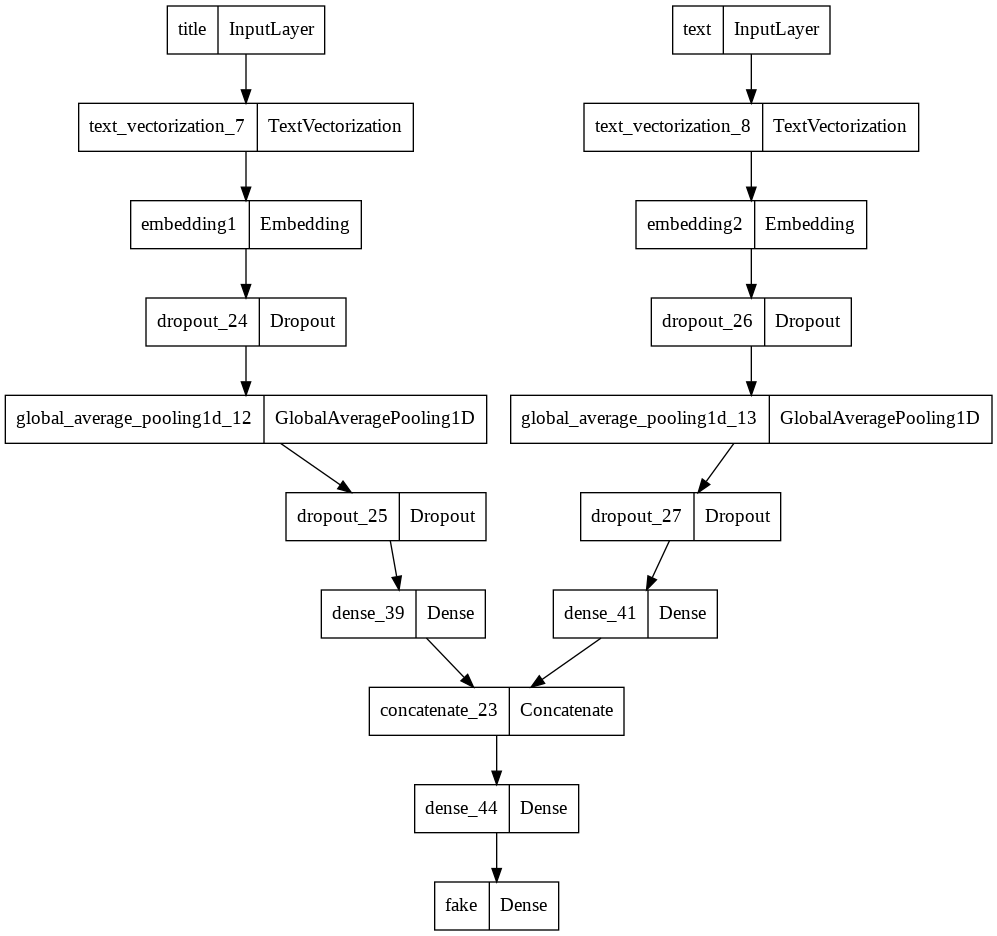 title InputLayer
text InputLayer
text_vectorization_7 TextVectorization
text_vectorization_8 TextVectorization
embedding1 Embedding
embedding2 Embedding
dropout_24 Dropout
dropout_26 Dropout
global_average_pooling1d_12 GlobalAveragePooling1D
global_average_pooling1d_13 GlobalAveragePooling1D
dropout_25 Dropout
dropout_27 Dropout
dense_39 Dense
dense_41 Dense
concatenate_23 Concatenate
dense_44 Dense
fake Dense